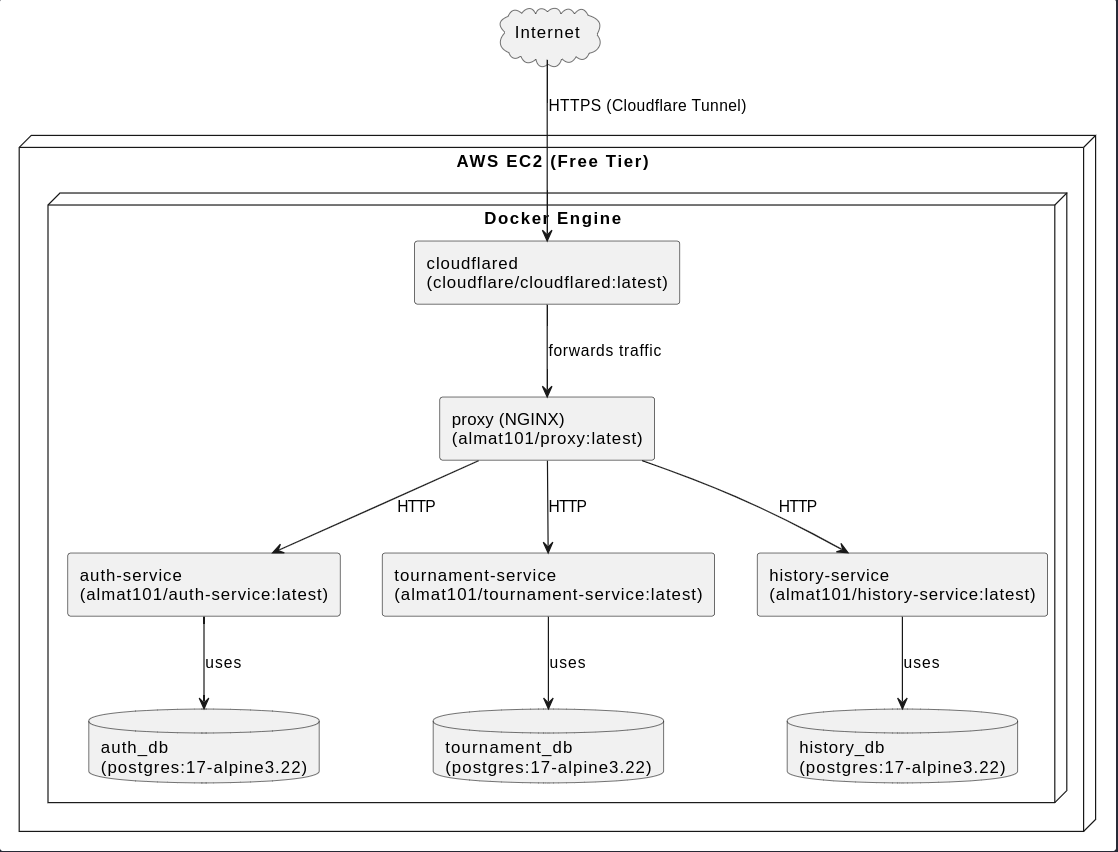 Internet
HTTPS (Cloudflare Tunnel)
AWS EC2 (Free Tier)
Docker Engine
cloudflared
(cloudflare/cloudflared:latest)
forwards traffic
proxy (NGINX)
(almat101/proxy:latest)
HTTP
HTTP
HTTP
auth-service
(almat101/auth-service:latest)
tournament-service
(almat101/tournament-service:latest)
history-service
(almat101/history-service:latest)
uses
uses
uses
auth_db
(postgres:17-alpine3.22)
tournament_db
(postgres:17-alpine3.22)
history_db
(postgres:17-alpine3.22)